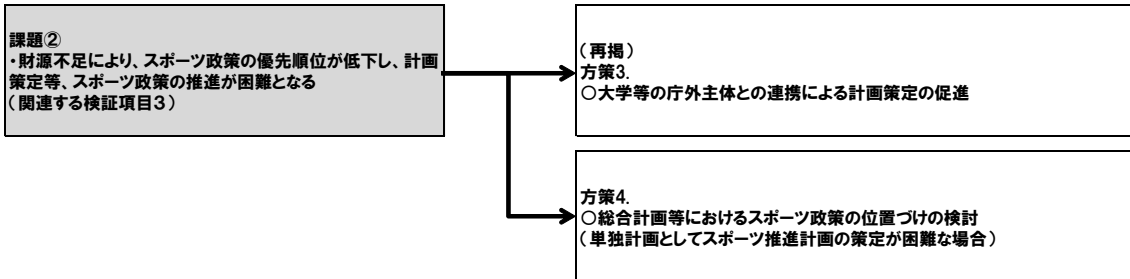 課題②
・財源不足により、スポーツ政策の優先順位が低下し、計画
策定等、スポーツ政策の推進が困難となる
（関連する検証項目３）
（再掲）
方策3.
○大学等の庁外主体との連携による計画策定の促進
方策4.
○総合計画等におけるスポーツ政策の位置づけの検討
（単独計画としてスポーツ推進計画の策定が困難な場合）